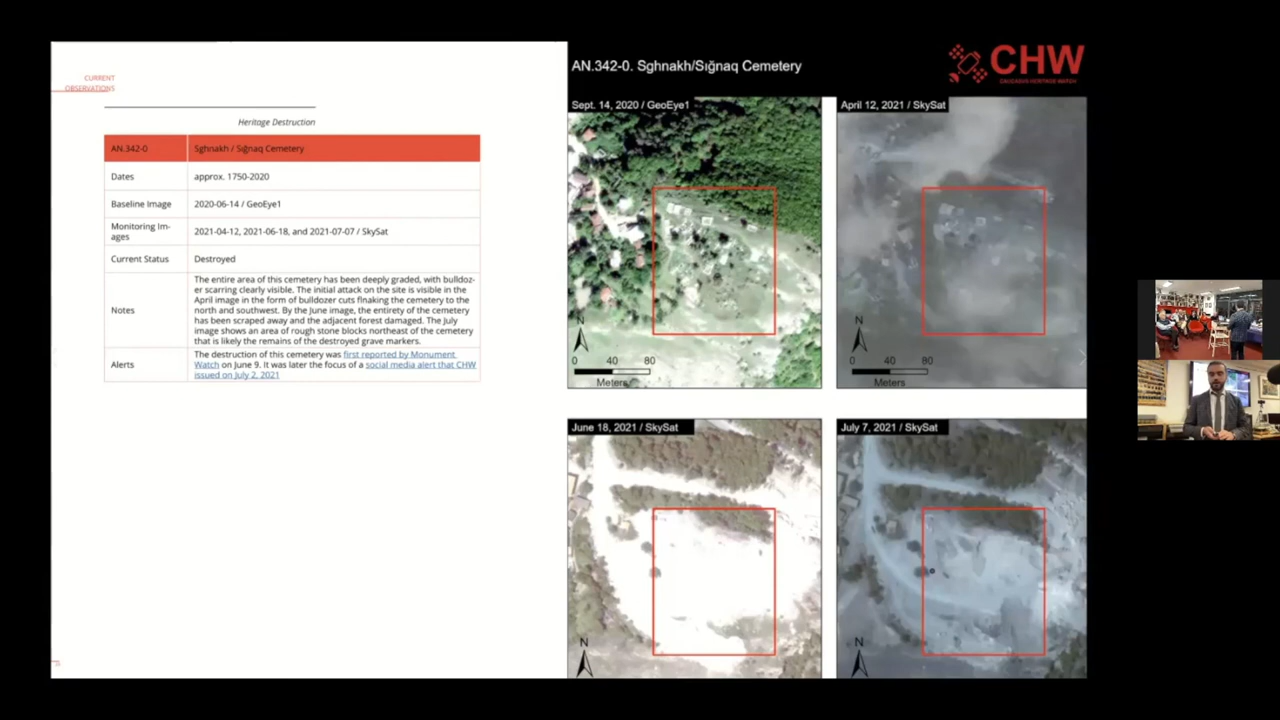 CURRENT
OBSERVATIONS
Heritage Destruction
AN.342-0
Sghnakh / Sığnaq Cemetery
Dates
approx. 1750-2020
Baseline Image
2020-06-14 / GeoEye1
Monitoring Im-
ages
2021-04-12, 2021-06-18, and 2021-07-07 / SkySat
Current Status
Destroyed
Notes
The entire area of this cemetery has been deeply graded, with bulldoz-
er scarring clearly visible. The initial attack on the site is visible in the
April image in the form of bulldozer cuts flnaking the cemetery to the
north and southwest. By the June image, the entirety of the cemetery
has been scraped away and the adjacent forest damaged. The July
image shows an area of rough stone blocks northeast of the cemetery
that is likely the remains of the destroyed grave markers.
Alerts
The destruction of this cemetery was first reported by Monument
Watch on June 9. It was later the focus of a social media alert that CHW
issued on July 2, 2021
AN.342-0. Sghnakh/Sığnaq Cemetery
CHW
CAUCASUS HERITAGE WATCH
Sept. 14, 2020 / GeoEye1
N
0 40 80
Meters
April 12, 2021 / SkySat
N
0 40 80
Meters
June 18, 2021 / SkySat
N
July 7, 2021 / SkySat
N